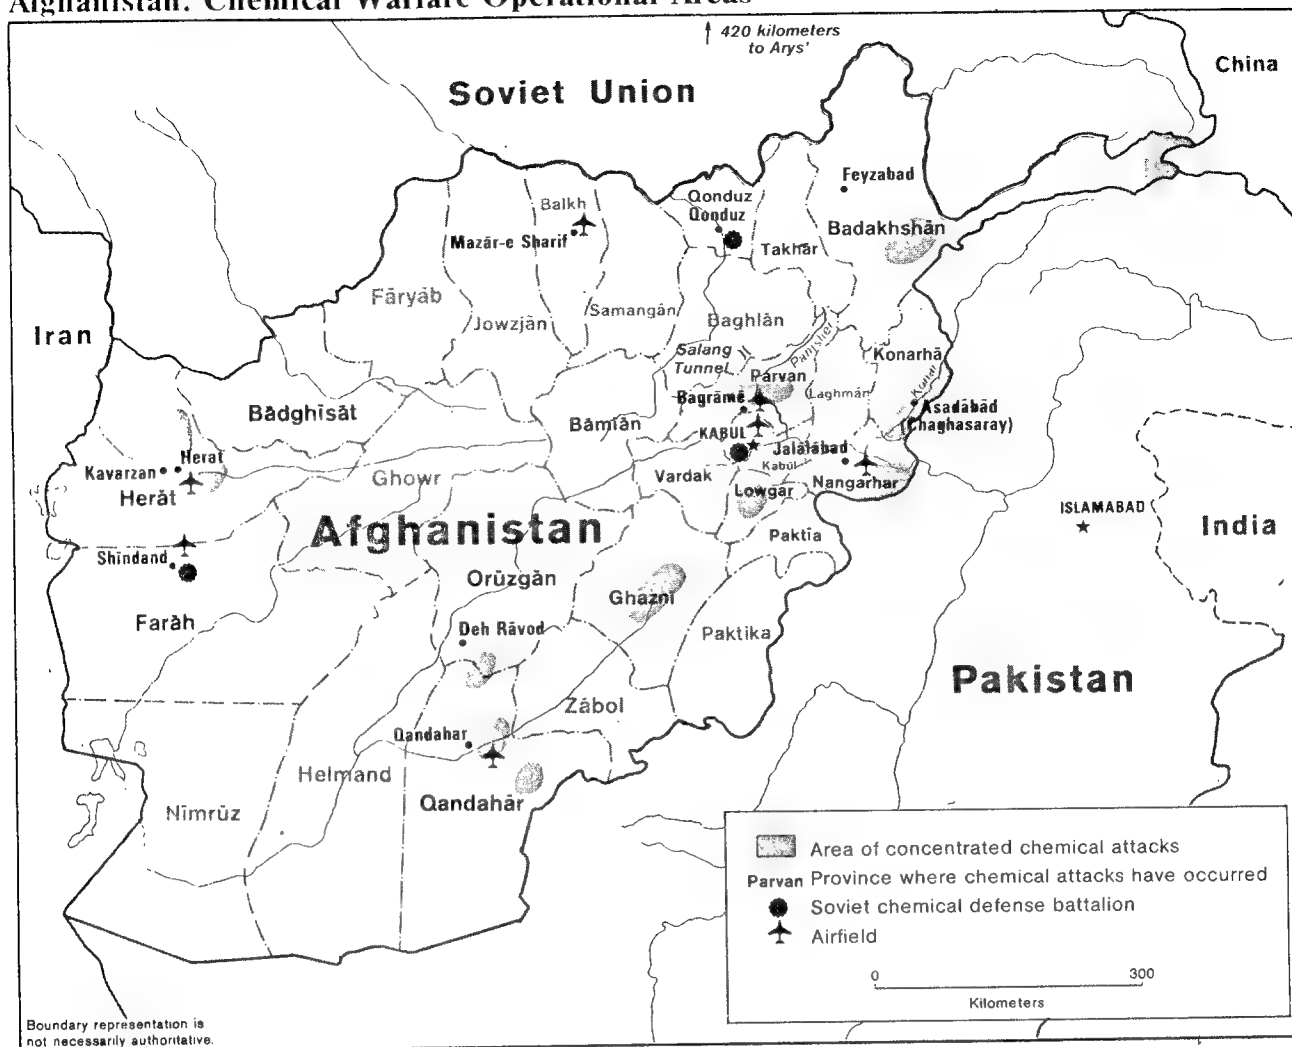 Afghanistan: Chemical Warfare Operational Areas
420 kilometers
to Arys'
China
Soviet Union
Feyzabad
Qonduz
Qonduz
Balkh
Badakhshān
Mazār-e Sharif
Takhār
Fāryāb
Samangān
Jowzjān
Baghlān
Iran
Salang
Tunnel
Panjsher
Konarhā
Parvan
Laghmān
Konar
Bagrāmē
Asadābād
(Chaghasaray)
Bādghīsāt
Bāmīān
KABUL
Jalālābad
Herat
Kavarzan
Kabul
Ghowr
Vardak
Nangarhar
Herāt
Lowgar
ISLAMABAD
India
Afghanistan
Paktīa
Shindand
Orūzgān
Ghaznī
Farāh
Deh Rāvod
Paktika
Pakistan
Zābol
Qandahar
Helmand
Qandahār
Nīmrūz
Area of concentrated chemical attacks
Parvan Province where chemical attacks have occurred
Soviet chemical defense battalion
Airfield
0 300
Kilometers
Boundary representation is
not necessarily authoritative.